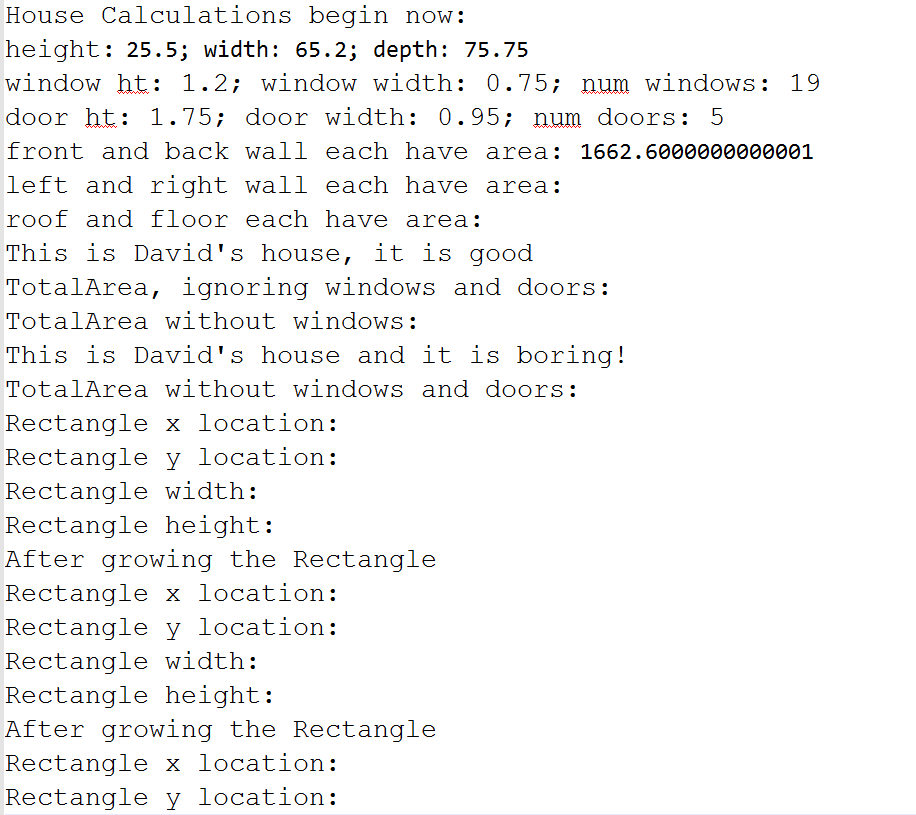 House Calculations begin now:
height: 25.5; width: 65.2; depth: 75.75
window ht: 1.2; window width: 0.75; num windows: 19
door ht: 1.75; door width: 0.95; num doors: 5
front and back wall each have area: 1662.6000000000001
left and right wall each have area:
roof and floor each have area:
This is David's house, it is good
TotalArea, ignoring windows and doors:
TotalArea without windows:
This is David's house and it is boring!
TotalArea without windows and doors:
Rectangle x location:
Rectangle y location:
Rectangle width:
Rectangle height:
After growing the Rectangle
Rectangle x location:
Rectangle y location:
Rectangle width:
Rectangle height:
After growing the Rectangle
Rectangle x location:
Rectangle y location: